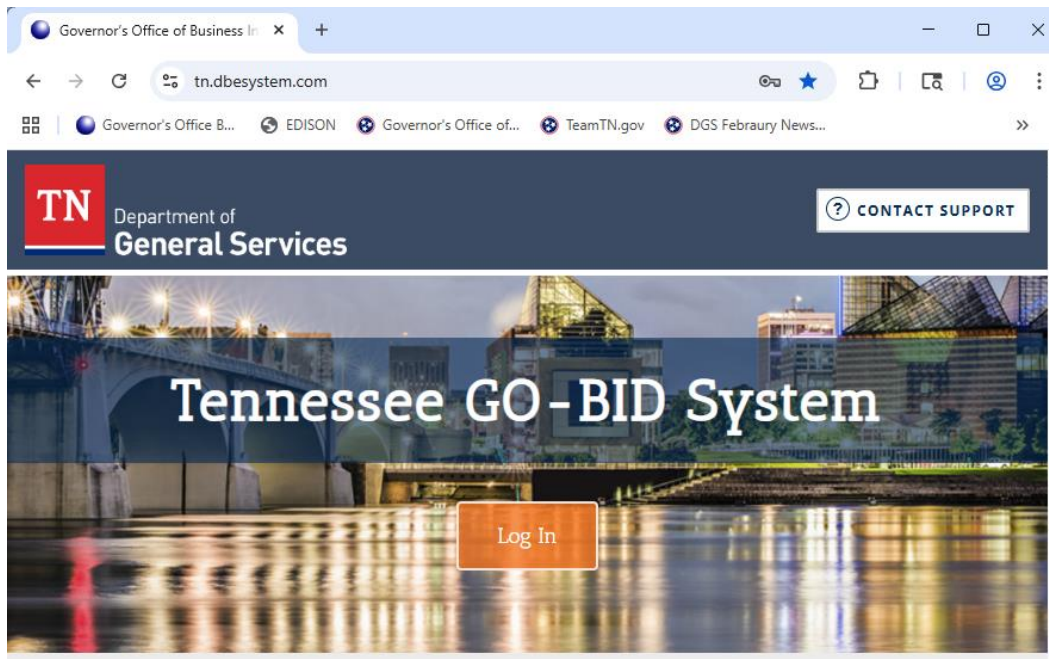 Governor's Office of Business In
tn.dbesystem.com
Governor's Office B... EDISON Governor's Office of... TeamTN.gov DGS Febraury News...
TN
Department of
General Services
? CONTACT SUPPORT
Tennessee GO-BID System
Log In